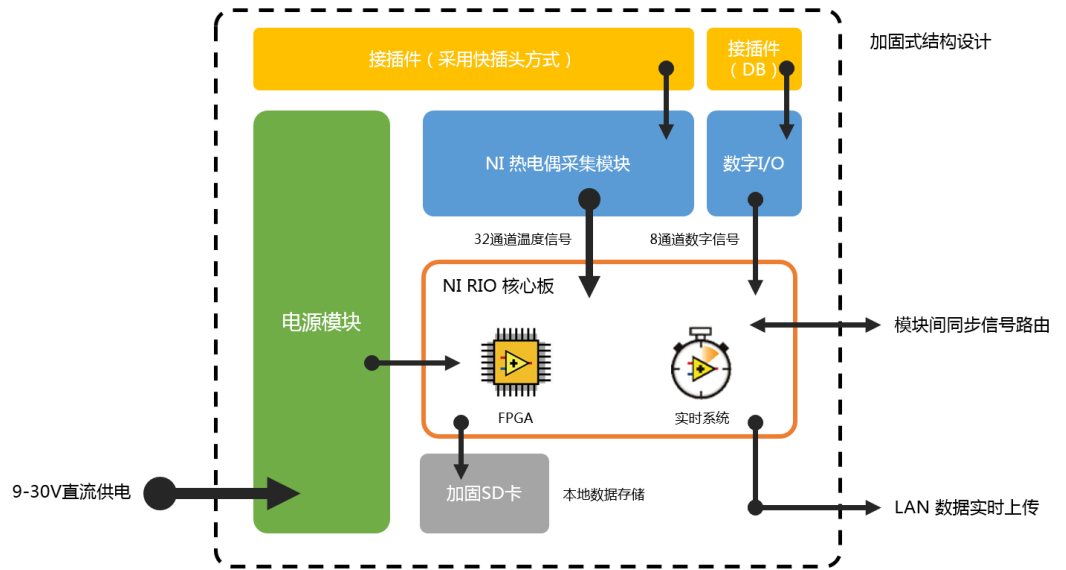 加固式结构设计
接插件（采用快插头方式）
接插件
（DB）
NI 热电偶采集模块
数字I/O
32通道温度信号
8通道数字信号
NI RIO 核心板
电源模块
模块间同步信号路由
FPGA
实时系统
9-30V直流供电
加固SD卡
本地数据存储
LAN 数据实时上传